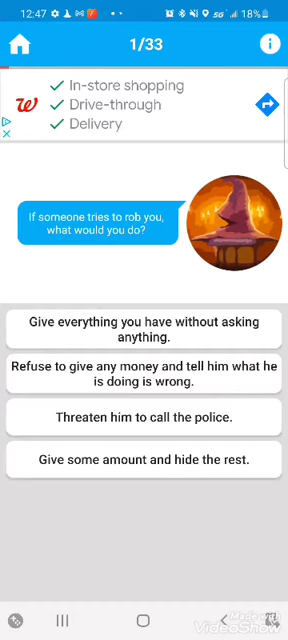 12:47
5G
18%
1/33
In-store shopping
Drive-through
Delivery
If someone tries to rob you,
what would you do?
Give everything you have without asking
anything.
Refuse to give any money and tell him what he
is doing is wrong.
Threaten him to call the police.
Give some amount and hide the rest.
Made with
VideoShow